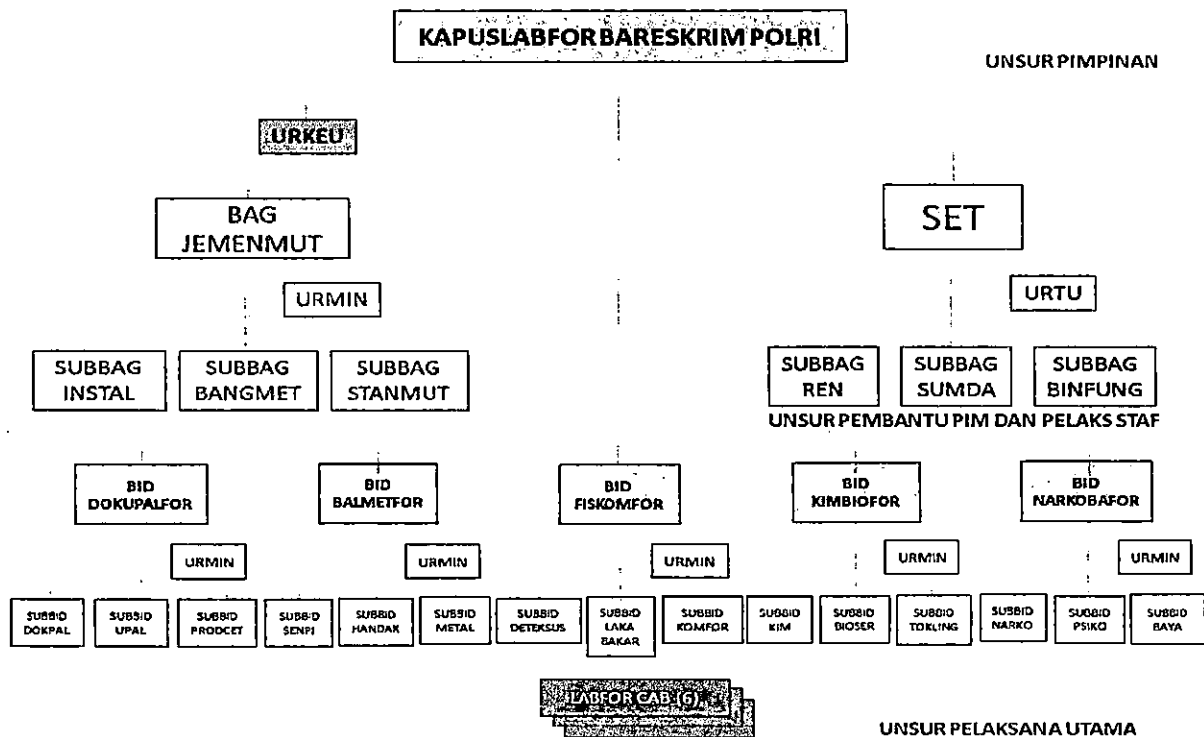 KAPUSLABFOR BARESKRIM POLRI
UNSUR PIMPINAN
URKEU
BAG
JEMENMUT
SET
URMIN
URTU
SUBBAG
INSTAL
SUBBAG
BANGMET
SUBBAG
STANMUT
SUBBAG
REN
SUBBAG
SUMDA
SUBBAG
BINFUNG
UNSUR PEMBANTU PIM DAN PELAKS STAF
BID
DOKUPALFOR
BID
BALMETFOR
BID
FISKOMFOR
BID
KIMBIOFOR
BID
NARKOBAFOR
URMIN
URMIN
URMIN
URMIN
URMIN
SUBBID
DOKPAL
SUBBID
UPAL
SUBBID
PRODCET
SUBBID
SENPI
SUBBID
HANDAK
SUBBID
METAL
SUBBID
DETEKSUS
SUBBID
LAKA
BAKAR
SUBBID
KOMFOR
SUBBID
KIM
SUBBID
BIOSER
SUBBID
TOKLING
SUBBID
NARKO
SUBBID
PSIKO
SUBBID
BAYA
LABFOR CAB (6)
UNSUR PELAKSANA UTAMA